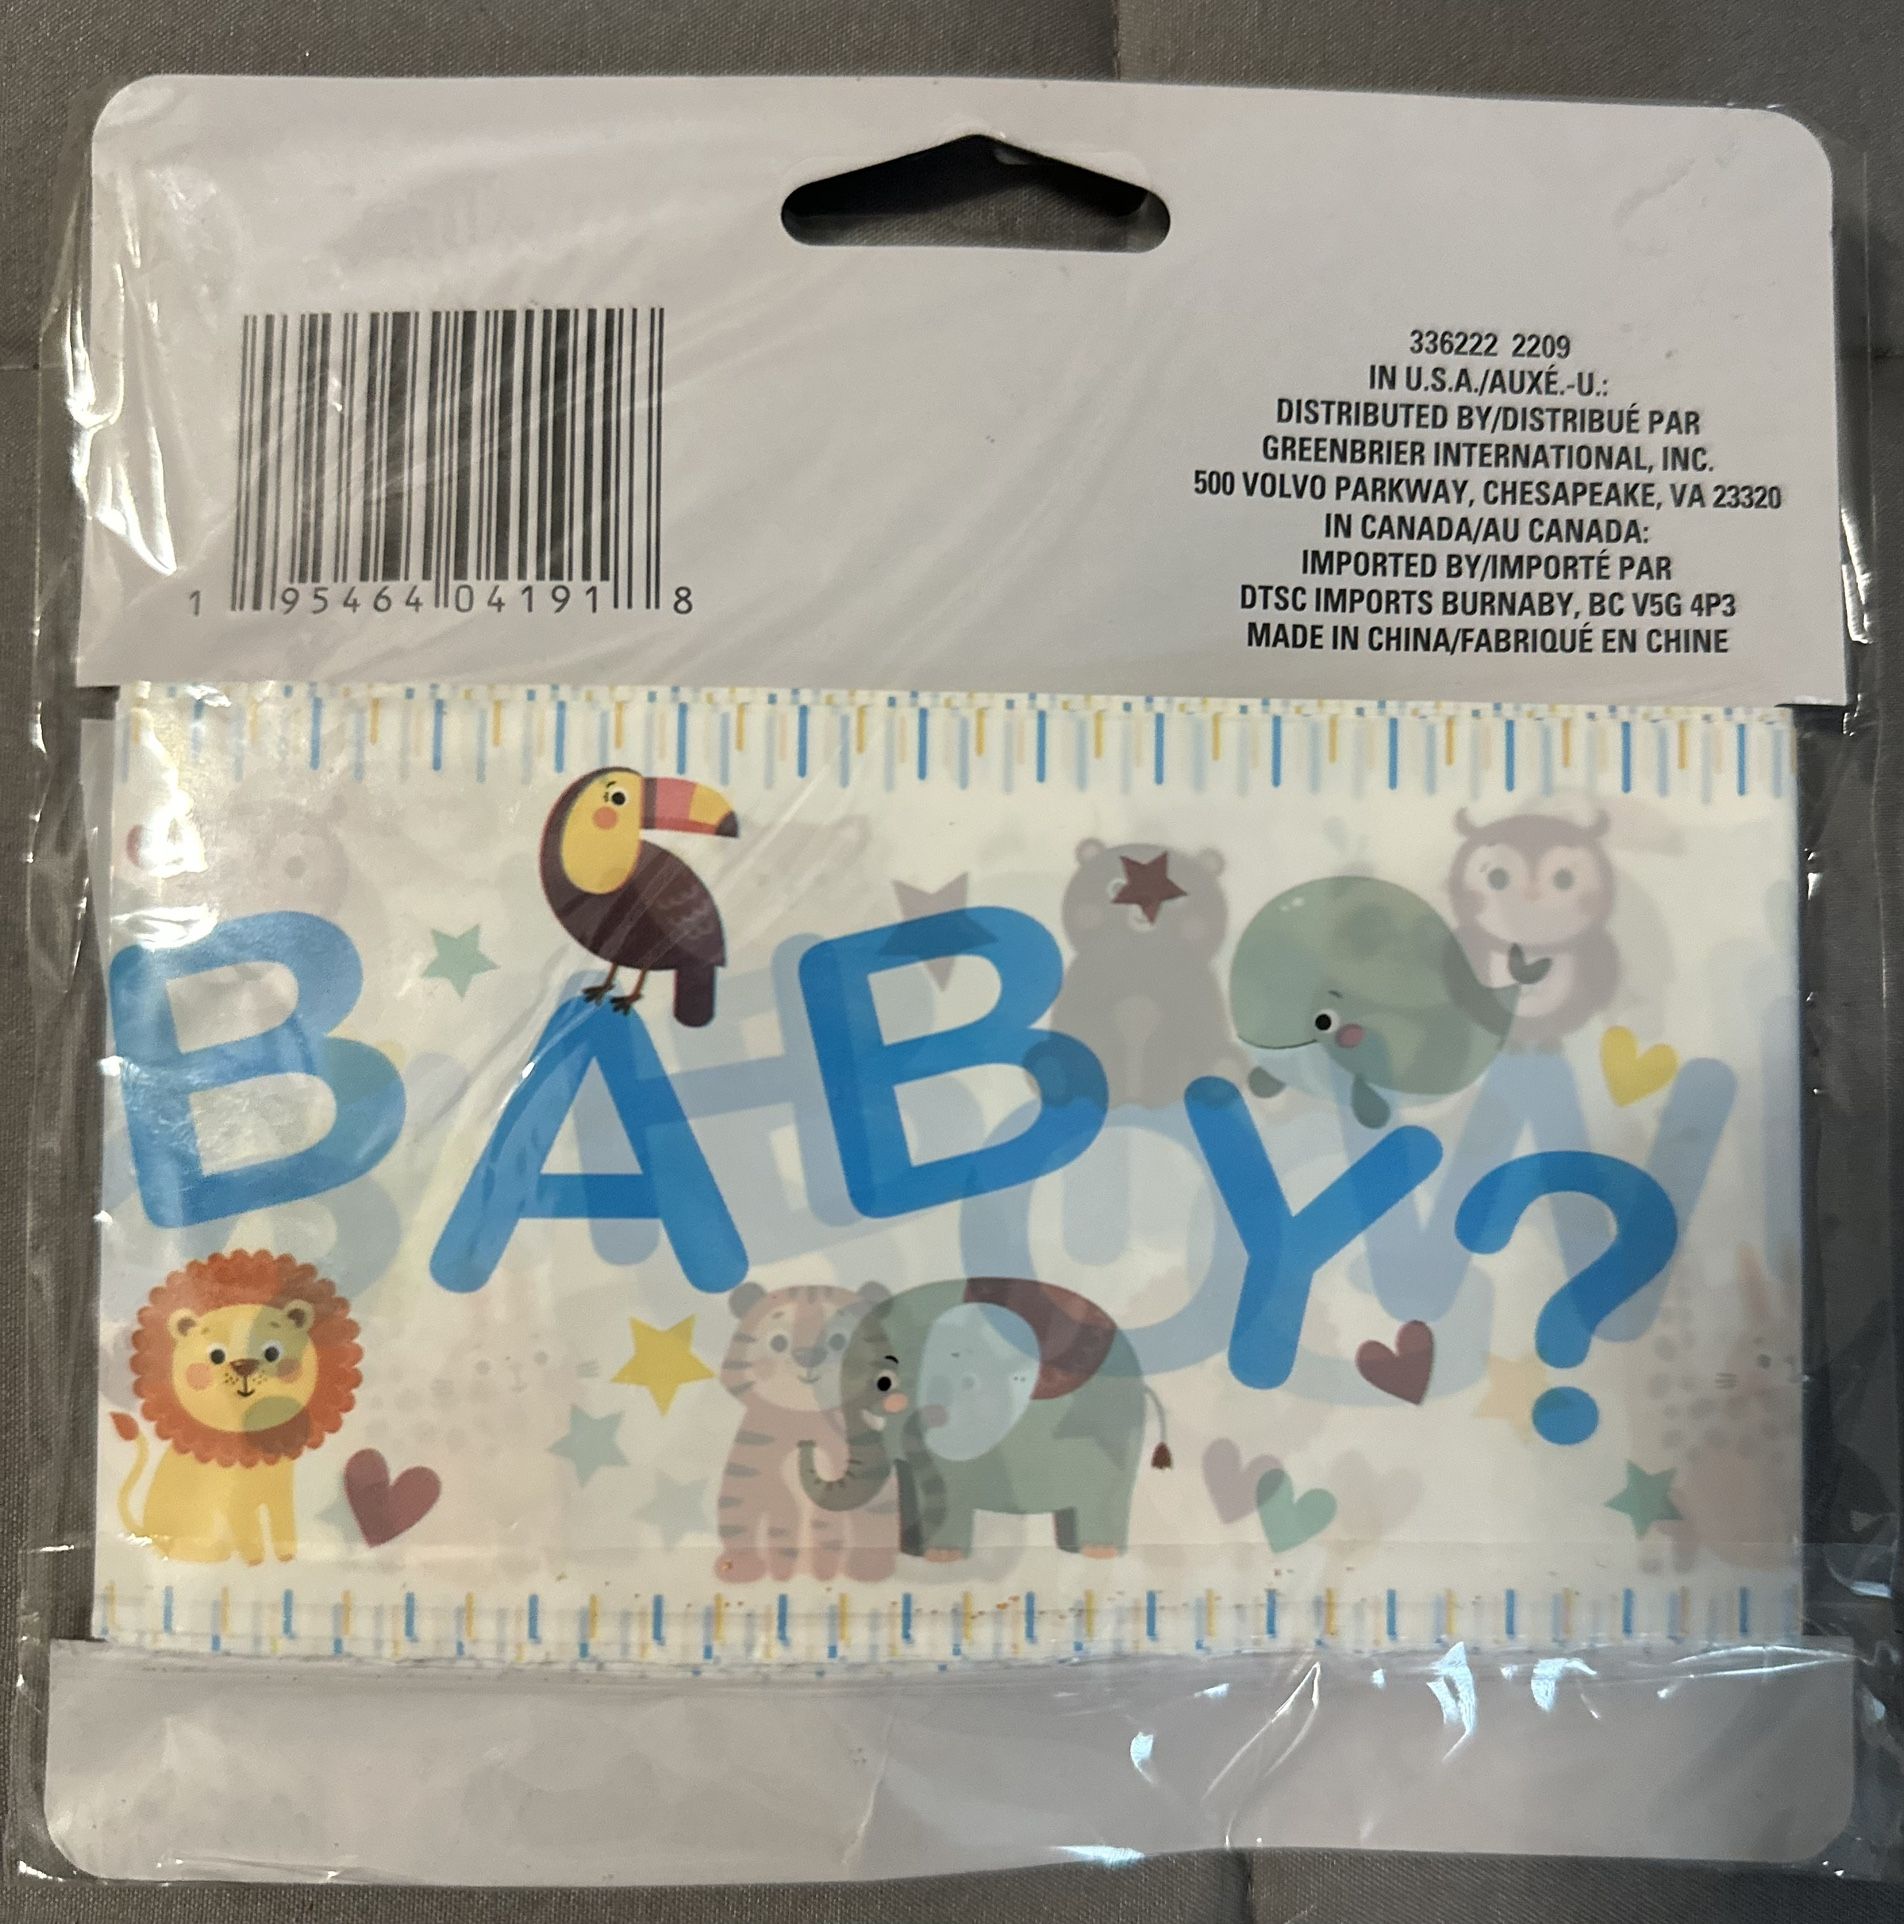 336222 2209
IN U.S.A./AUXÉ.-U.:
DISTRIBUTED BY/DISTRIBUÉ PAR
GREENBRIER INTERNATIONAL, INC.
500 VOLVO PARKWAY, CHESAPEAKE, VA 23320
IN CANADA/AU CANADA:
IMPORTED BY/IMPORTÉ PAR
DTSC IMPORTS BURNABY, BC V5G 4P3
MADE IN CHINA/FABRIQUÉ EN CHINE
1 95464 04191 8
BABY?